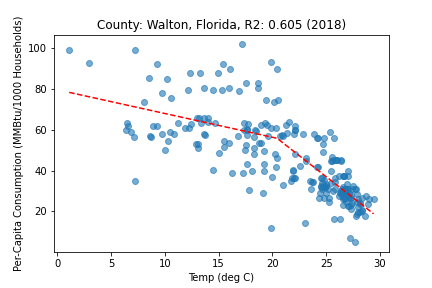 County: Walton, Florida, R2: 0.605 (2018)
Per-Capita Consumption (MMBtu/1000 Households)
100
80
60
40
20
0 5 10 15 20 25 30
Temp (deg C)